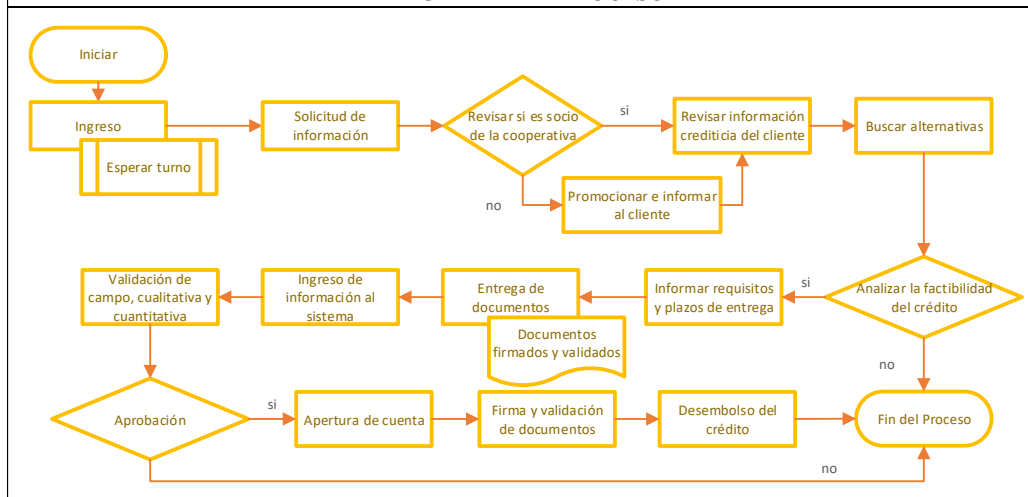 Iniciar
Ingreso
Esperar turno
Solicitud de
información
Revisar si es socio
de la cooperativa
si
no
Promocionar e informar
al cliente
Revisar información
crediticia del cliente
Buscar alternativas
Analizar la factibilidad
del crédito
si
no
Informar requisitos
y plazos de entrega
Entrega de
documentos
Documentos
firmados y validados
Ingreso de
información al
sistema
Validación de
campo, cualitativa y
cuantitativa
Aprobación
si
no
Apertura de cuenta
Firma y validación
de documentos
Desembolso del
crédito
Fin del Proceso